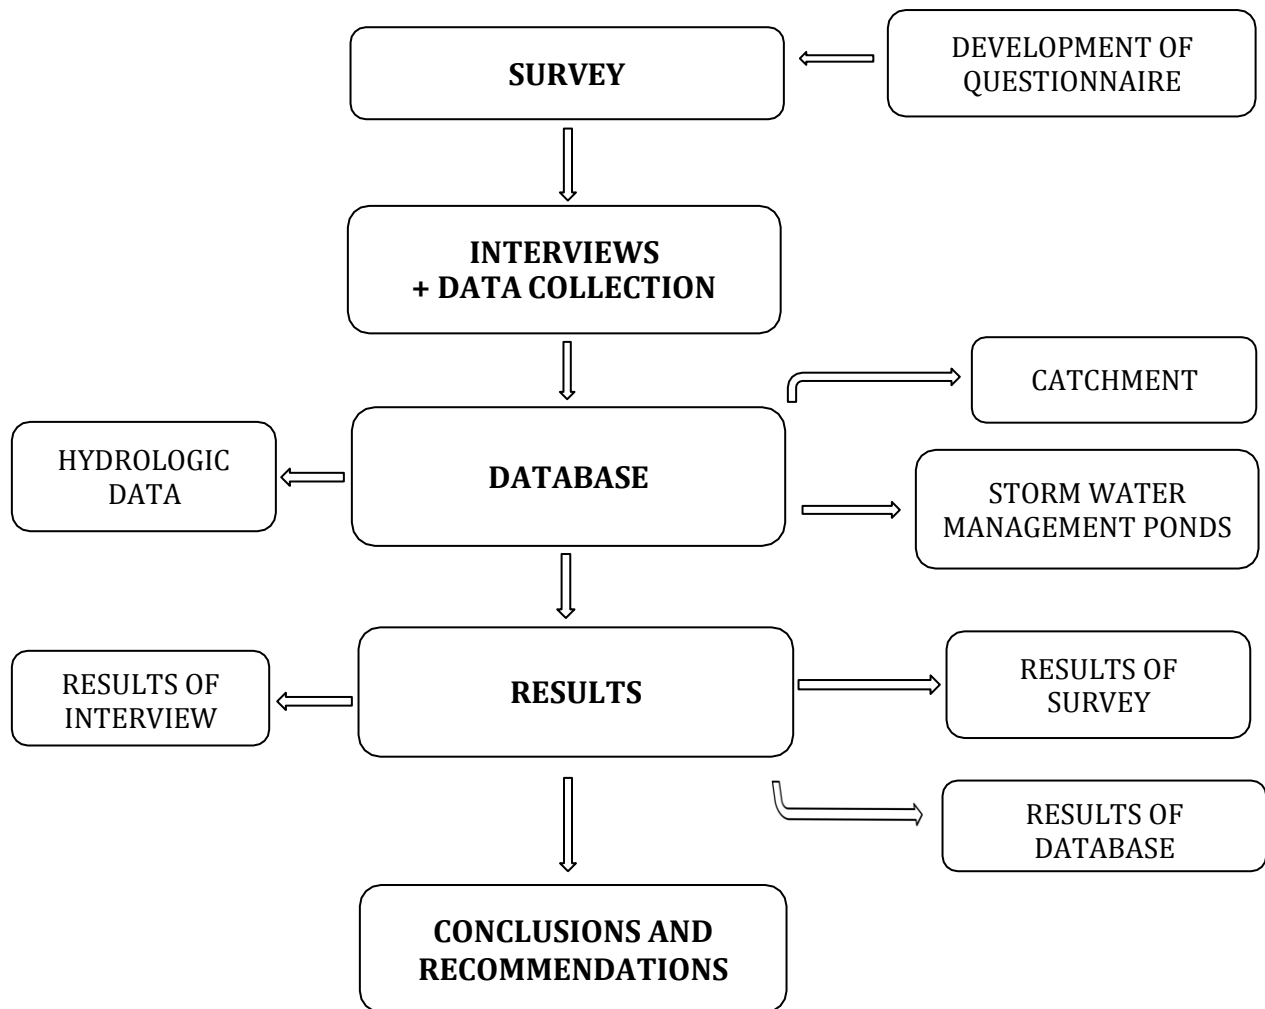 SURVEY
DEVELOPMENT OF
QUESTIONNAIRE
INTERVIEWS
+ DATA COLLECTION
CATCHMENT
HYDROLOGIC
DATA
DATABASE
STORM WATER
MANAGEMENT PONDS
RESULTS OF
INTERVIEW
RESULTS
RESULTS OF
SURVEY
RESULTS OF
DATABASE
CONCLUSIONS AND
RECOMMENDATIONS